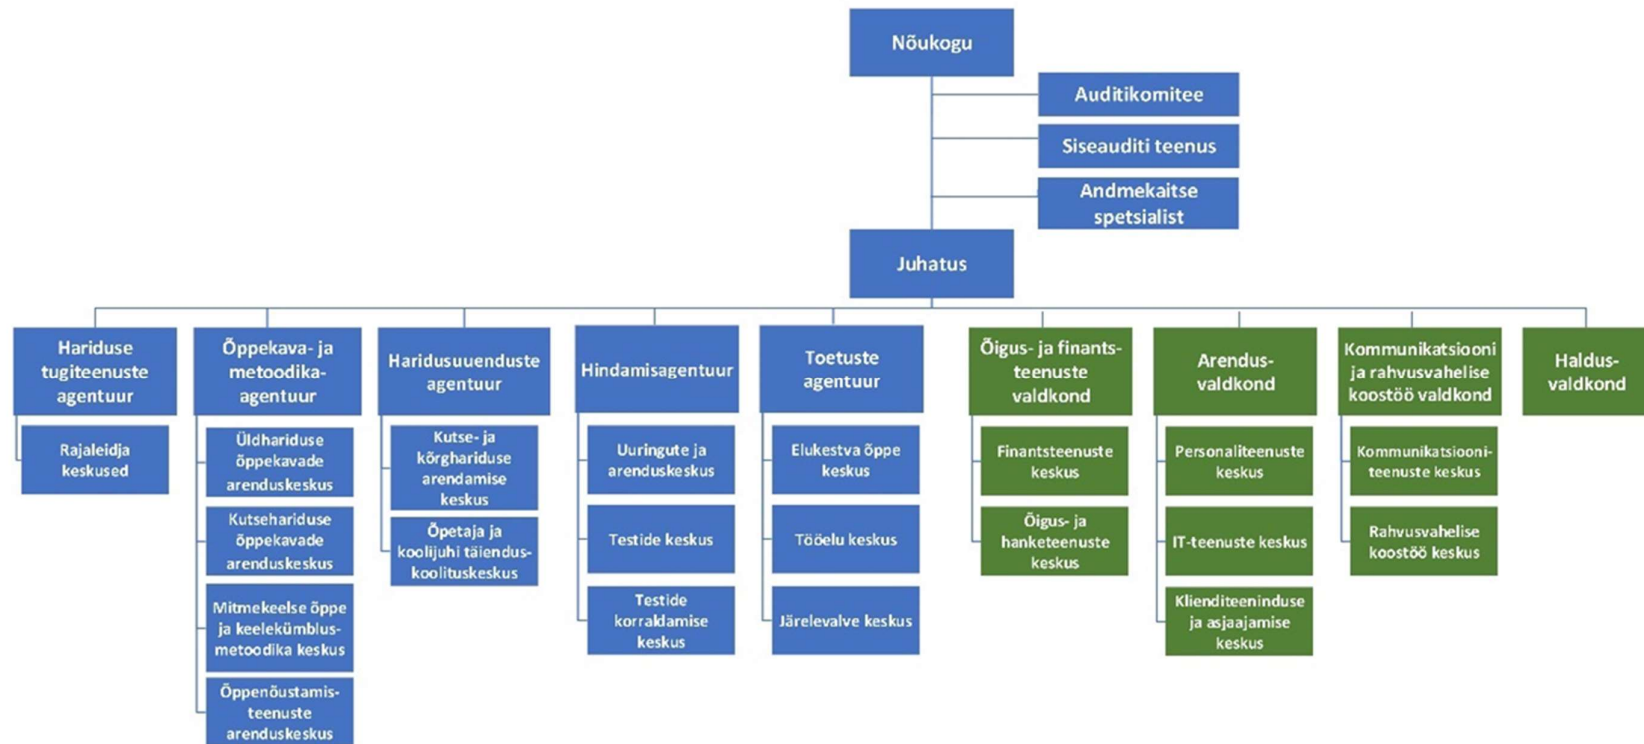 Nõukogu
Auditikomitee
Siseauditi teenus
Andmekaitse
spetsialist
Juhatus
Hariduse
tugiteenuste
agentuur
Rajaleidja
keskused
Õppekava- ja
metoodika-
agentuur
Üldhariduse
õppekavade
arenduskeskus
Kutsehariduse
õppekavade
arenduskeskus
Mitmekeelse õppe
ja keelekümblus-
metoodika keskus
Õppenõustamis-
teenuste
arenduskeskus
Haridusuuenduste
agentuur
Kutse- ja
kõrghariduse
arendamise
keskus
Õpetaja ja
koolijuhi täiendus-
koolituskeskus
Hindamisagentuur
Uuringute ja
arenduskeskus
Testide keskus
Testide
korraldamise
keskus
Toetuste
agentuur
Elukestva õppe
keskus
Tööelu keskus
Järelevalve keskus
Õigus- ja finants-
teenuste
valdkond
Finantsteenuste
keskus
Õigus- ja
hanketeenuste
keskus
Arendus-
valdkond
Personaliteenuste
keskus
IT-teenuste keskus
Klienditeeninduse
ja asjaajamise
keskus
Kommunikatsiooni
ja rahvusvahelise
koostöö valdkond
Kommunikatsiooni-
teenuste keskus
Rahvusvahelise
koostöö keskus
Haldus-
valdkond